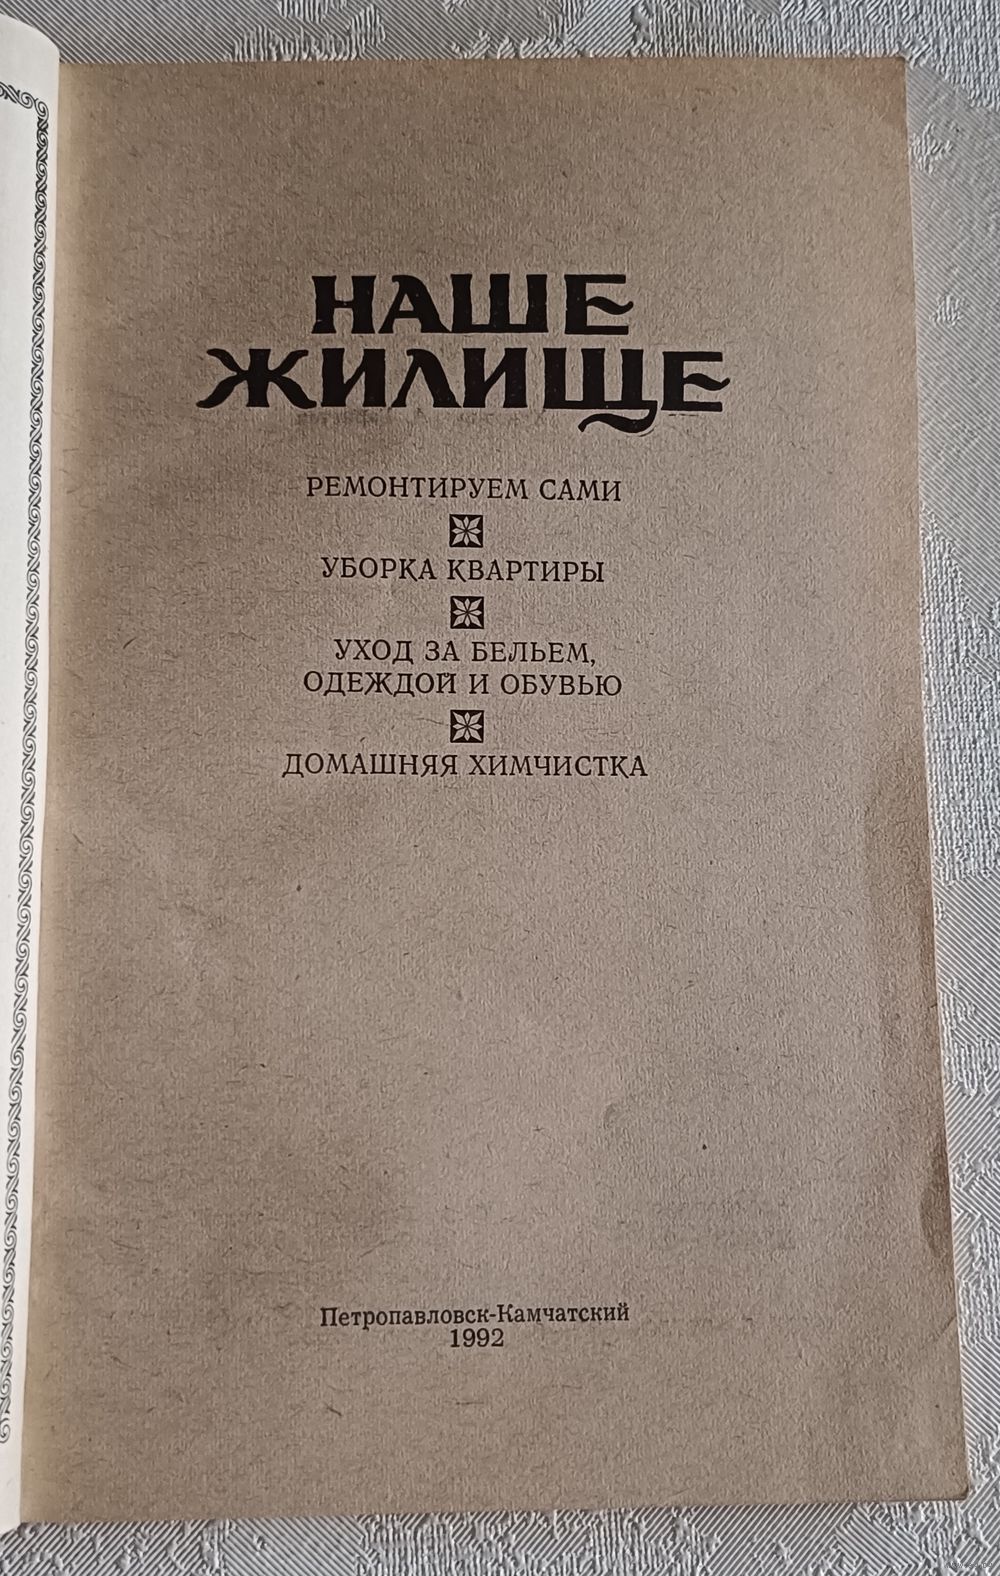 НАШЕ
ЖИЛИЩЕ
РЕМОНТИРУЕМ САМИ
УБОРКА КВАРТИРЫ
УХОД ЗА БЕЛЬЕМ,
ОДЕЖДОЙ И ОБУВЬЮ
ДОМАШНЯЯ ХИМЧИСТКА
Петропавловск-Камчатский
1992